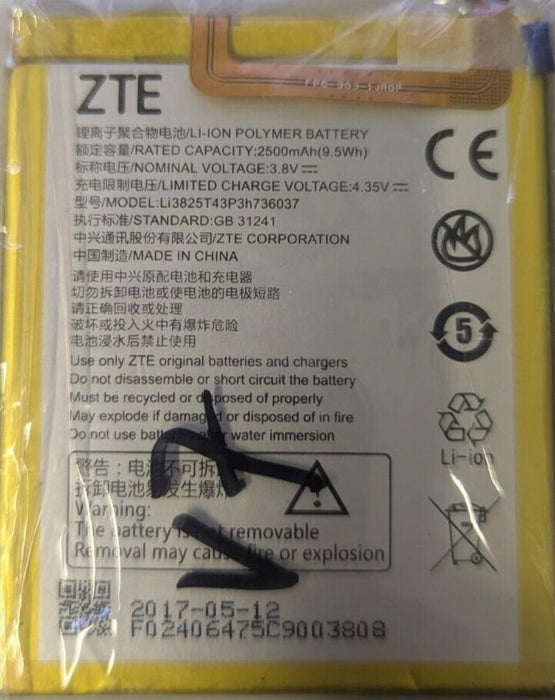 ZTE
锂离子聚合物电池/LI-ION POLYMER BATTERY
额定容量/RATED CAPACITY:2500mAh(9.5Wh)
标称电压/NOMINAL VOLTAGE:3.8V
充电限制电压/LIMITED CHARGE VOLTAGE:4.35V
型号/MODEL:Li3825T43P3h736037
执行标准/STANDARD:GB 31241
中兴通讯股份有限公司/ZTE CORPORATION
中国制造/MADE IN CHINA
请使用中兴原配电池和充电器
切勿拆卸电池或使电池的电极短路
请正确回收或处理
破坏或投入火中有爆炸危险
电池浸水后禁止使用
Use only ZTE original batteries and chargers
Do not disassemble or short circuit the battery
Must be recycled or disposed of properly
May explode if damaged or disposed of in fire
Do not use after water immersion
警告：电池不可拆
拆卸电池 发生爆炸
Warning:
The battery is not removable
Removal may cause fire or explosion
CE
5
Li-ion
2017-05-12
F02406475C9003808